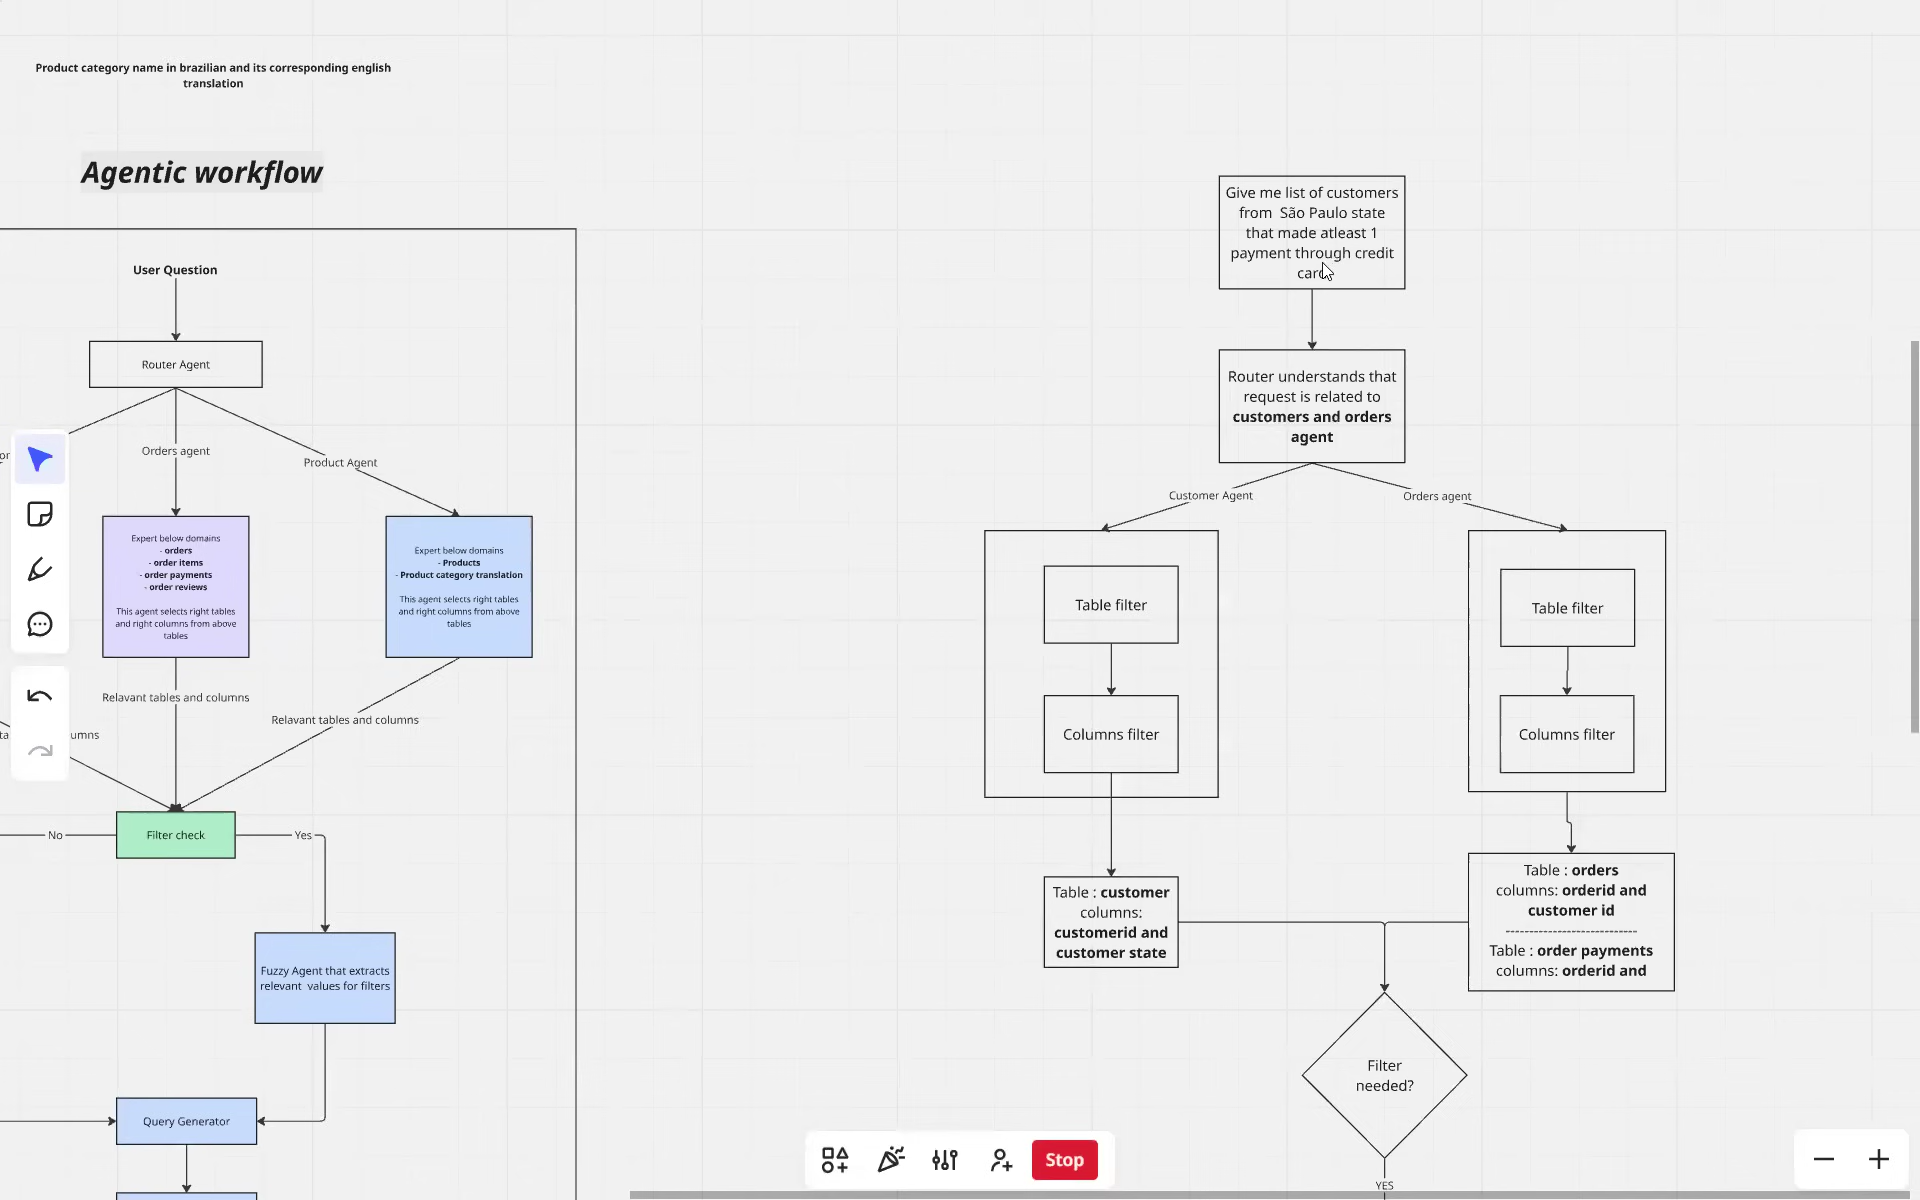 Product category name in brazilian and its corresponding english
translation
Agentic workflow
User Question
Router Agent
Orders agent
Product Agent
Expert below domains
- orders
- order items
- order payments
- order reviews
This agent selects right tables
and right columns from above
tables
Expert below domains
- Products
- Product category translation
This agent selects right tables
and right columns from above
tables
Relavant tables and columns
Relavant tables and columns
No
Filter check
Yes
Fuzzy Agent that extracts
relevant values for filters
Query Generator
Give me list of customers
from São Paulo state
that made atleast 1
payment through credit
card
Router understands that
request is related to
customers and orders
agent
Customer Agent
Orders agent
Table filter
Columns filter
Table filter
Columns filter
Table : customer
columns:
customerid and
customer state
Table : orders
columns: orderid and
customer id
----------------------------
Table : order payments
columns: orderid and
Filter
needed?
YES
Stop